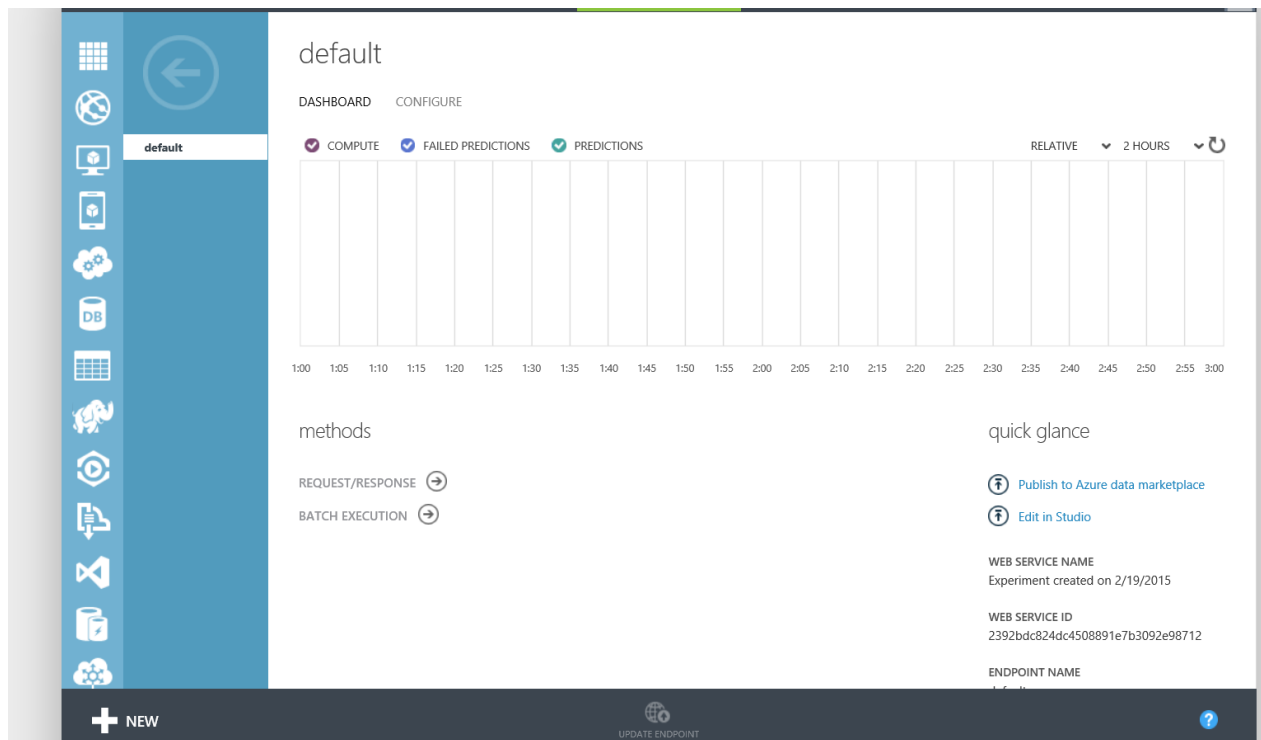 default
DASHBOARD CONFIGURE
default
COMPUTE FAILED PREDICTIONS PREDICTIONS RELATIVE 2 HOURS
1:00 1:05 1:10 1:15 1:20 1:25 1:30 1:35 1:40 1:45 1:50 1:55 2:00 2:05 2:10 2:15 2:20 2:25 2:30 2:35 2:40 2:45 2:50 2:55 3:00
methods
REQUEST/RESPONSE
BATCH EXECUTION
quick glance
Publish to Azure data marketplace
Edit in Studio
WEB SERVICE NAME
Experiment created on 2/19/2015
WEB SERVICE ID
2392bdc824dc4508891e7b3092e98712
ENDPOINT NAME
DB
NEW
UPDATE ENDPOINT
?